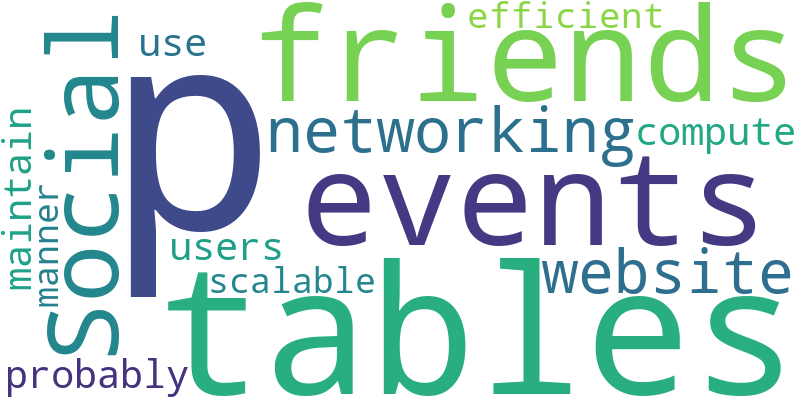 efficient
friends
use
social
p
networking
compute
maintain
manner
events
users
website
scalable
tables
probably